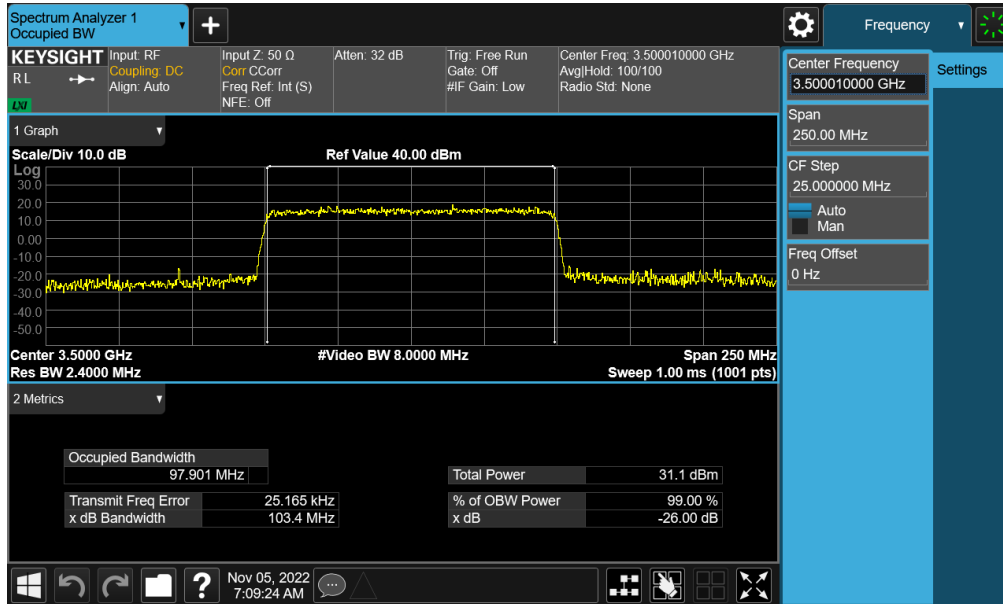 Spectrum Analyzer 1
Occupied BW
+
Frequency
KEYSIGHT
R L
LNI
Input: RF
Coupling: DC
Align: Auto
Input Z: 50 Ω
Corr CCorr
Freq Ref: Int (S)
NFE: Off
Atten: 32 dB
Trig: Free Run
Gate: Off
#IF Gain: Low
Center Freq: 3.500010000 GHz
Avg|Hold: 100/100
Radio Std: None
Center Frequency
3.500010000 GHz
Settings
Span
250.00 MHz
CF Step
25.000000 MHz
Auto
Man
Freq Offset
0 Hz
1 Graph
Scale/Div 10.0 dB
Ref Value 40.00 dBm
Log
30.0
20.0
10.0
0.00
-10.0
-20.0
-30.0
-40.0
-50.0
Center 3.5000 GHz
#Video BW 8.0000 MHz
Span 250 MHz
Res BW 2.4000 MHz
Sweep 1.00 ms (1001 pts)
2 Metrics
Occupied Bandwidth
97.901 MHz
Total Power 31.1 dBm
Transmit Freq Error 25.165 kHz
% of OBW Power 99.00 %
x dB Bandwidth 103.4 MHz
x dB -26.00 dB
?
Nov 05, 2022
7:09:24 AM